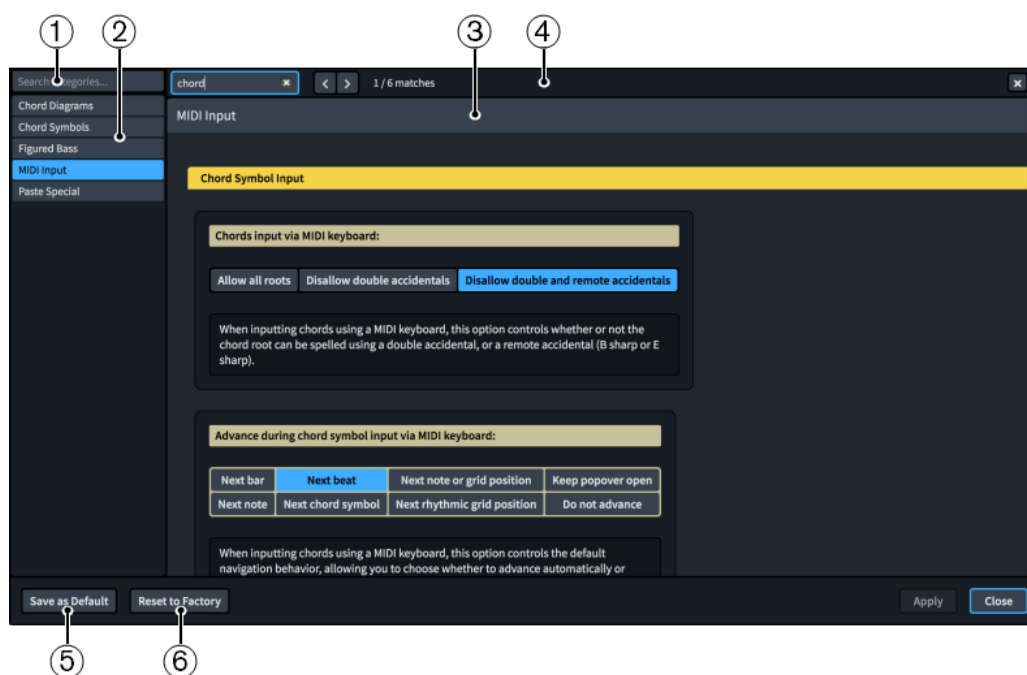 ① ② ③ ④
Search categories...
chord
1 / 6 matches
Chord Diagrams
Chord Symbols
Figured Bass
MIDI Input
Paste Special
MIDI Input
Chord Symbol Input
Chords input via MIDI keyboard:
Allow all roots Disallow double accidentals Disallow double and remote accidentals
When inputting chords using a MIDI keyboard, this option controls whether or not the
chord root can be spelled using a double accidental, or a remote accidental (B sharp or E
sharp).
Advance during chord symbol input via MIDI keyboard:
Next bar Next beat Next note or grid position Keep popover open
Next note Next chord symbol Next rhythmic grid position Do not advance
When inputting chords using a MIDI keyboard, this option controls the default
navigation behavior, allowing you to choose whether to advance automatically or
Save as Default Reset to Factory Apply Close
⑤ ⑥